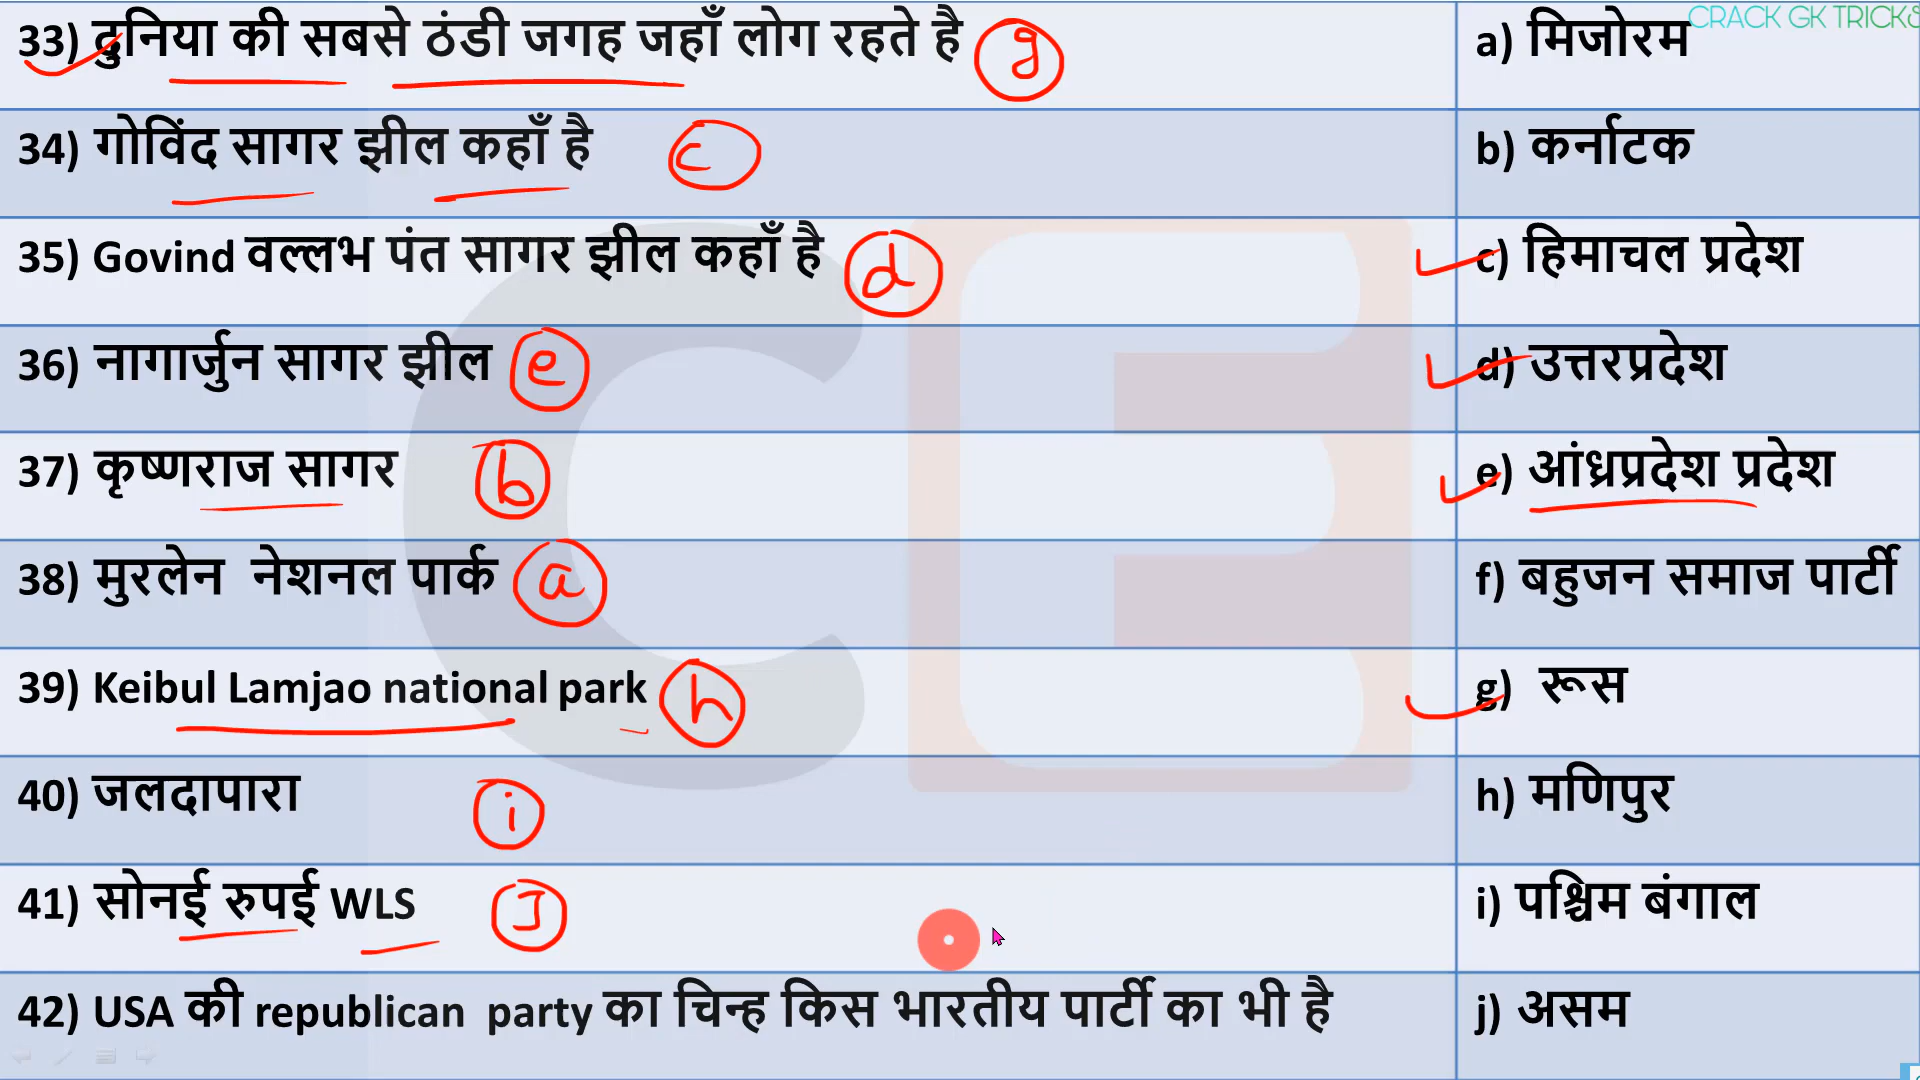 CRACK GK TRICKS
33) दुनिया की सबसे ठंडी जगह जहाँ लोग रहते है g
a) मिजोरम
34) गोविंद सागर झील कहाँ है c
b) कर्नाटक
35) Govind वल्लभ पंत सागर झील कहाँ है d
c) हिमाचल प्रदेश
36) नागार्जुन सागर झील e
d) उत्तरप्रदेश
37) कृष्णराज सागर b
e) आंध्रप्रदेश प्रदेश
38) मुरलेन नेशनल पार्क a
f) बहुजन समाज पार्टी
39) Keibul Lamjao national park h
g) रूस
40) जलदापारा i
h) मणिपुर
41) सोनई रुपई WLS J
i) पश्चिम बंगाल
42) USA की republican party का चिन्ह किस भारतीय पार्टी का भी है
j) असम
CE